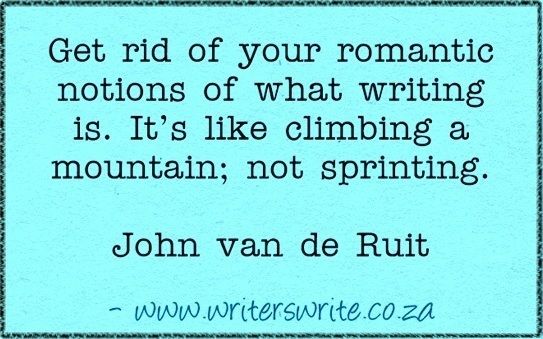 Get rid of your romantic
notions of what writing
is. It's like climbing a
mountain; not sprinting.
John van de Ruit
- www.writerswrite.co.za